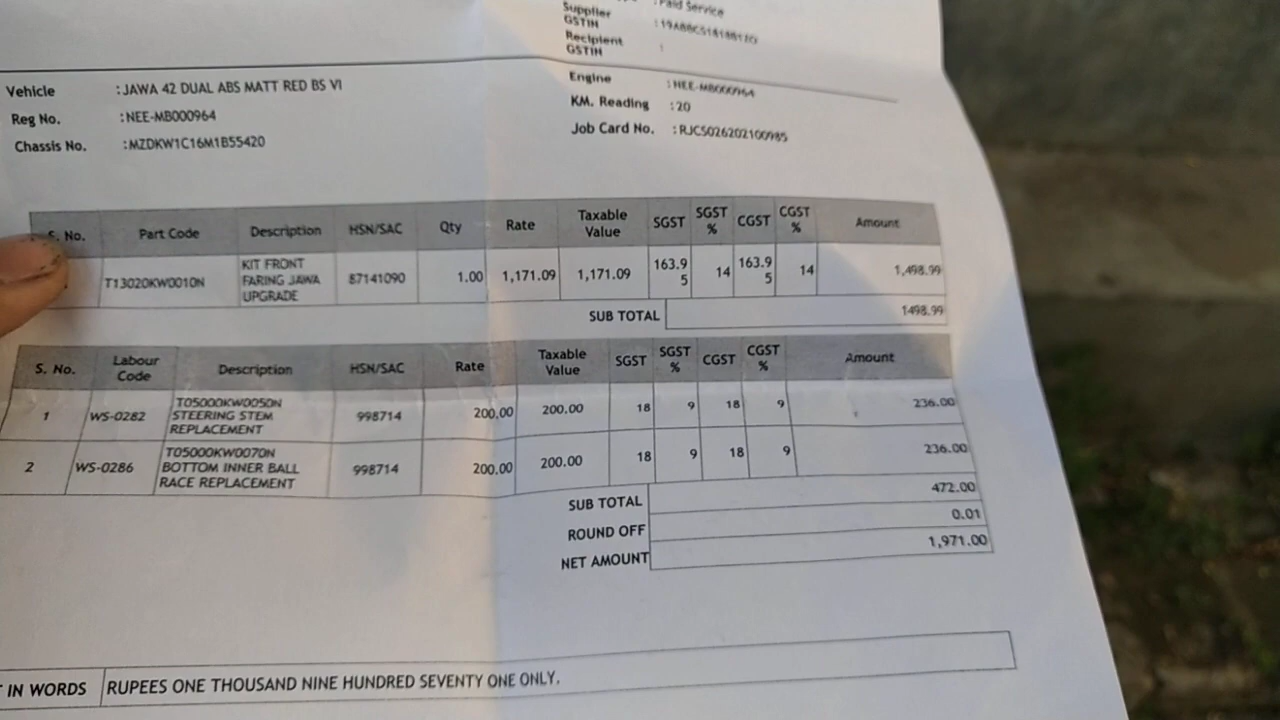 : Paid Service
Supplier GSTIN
Recipient GSTIN :
Vehicle : JAWA 42 DUAL ABS MATT RED BS VI Engine : NEE-MB000964
Reg No. : NEE-MB000964 KM. Reading : 20
Chassis No. : MZDKW1C16M1B55420 Job Card No. : RJCS026202100985
S. No. Part Code Description HSN/SAC Qty Rate Taxable Value SGST SGST % CGST CGST % Amount
T13020KW0010N KIT FRONT FARING JAWA UPGRADE 87141090 1.00 1,171.09 1,171.09 163.95 14 163.95 14 1,498.99
SUB TOTAL 1498.99
S. No. Labour Code Description HSN/SAC Rate Taxable Value SGST SGST % CGST CGST % Amount
1 WS-0282 T05000KW0050N STEERING STEM REPLACEMENT 998714 200.00 200.00 18 9 18 9 236.00
2 WS-0286 T05000KW0070N BOTTOM INNER BALL RACE REPLACEMENT 998714 200.00 200.00 18 9 18 9 236.00
SUB TOTAL 472.00
ROUND OFF 0.01
NET AMOUNT 1,971.00
IN WORDS RUPEES ONE THOUSAND NINE HUNDRED SEVENTY ONE ONLY.